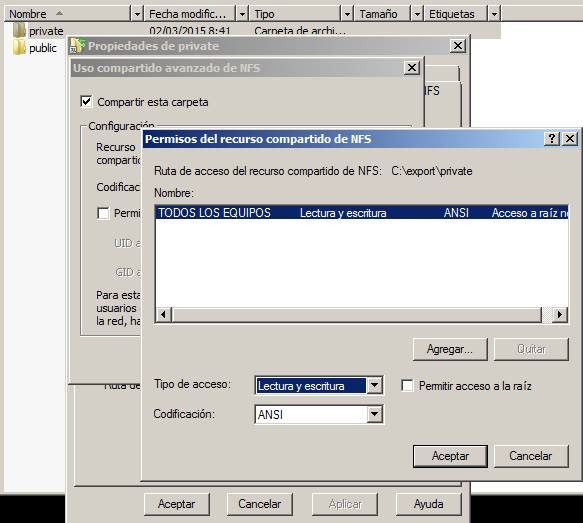 Nombre Fecha modific... Tipo Tamaño Etiquetas
private 02/03/2015 8:41 Carpeta de archi...
public
Propiedades de private
Uso compartido avanzado de NFS
NFS
Compartir esta carpeta
Configuración
Recurso
compartid
Codificac
Permi
UID a
GID a
Para esta
usuarios
la red, ha
Ruta de
Permisos del recurso compartido de NFS
Ruta de acceso del recurso compartido de NFS: C:\export\private
Nombre:
TODOS LOS EQUIPOS Lectura y escritura ANSI Acceso a raíz no
Agregar... Quitar
Tipo de acceso: Lectura y escritura Permitir acceso a la raíz
Codificación: ANSI
Aceptar Cancelar
Aceptar Cancelar Aplicar Ayuda